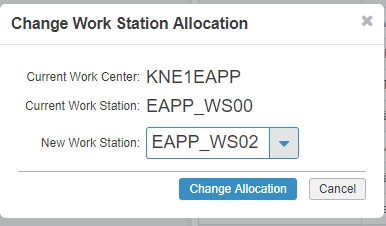 Change Work Station Allocation
Current Work Center: KNE1EAPP
Current Work Station: EAPP_WS00
New Work Station: EAPP_WS02
Change Allocation Cancel